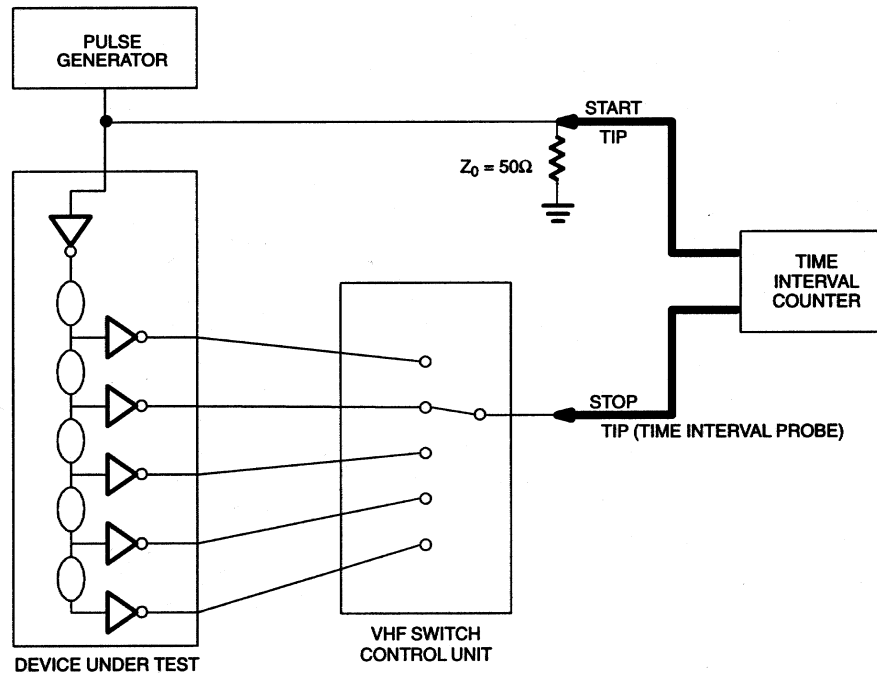 PULSE
GENERATOR
START
TIP
Z₀ = 50Ω
TIME
INTERVAL
COUNTER
STOP
TIP (TIME INTERVAL PROBE)
VHF SWITCH
CONTROL UNIT
DEVICE UNDER TEST